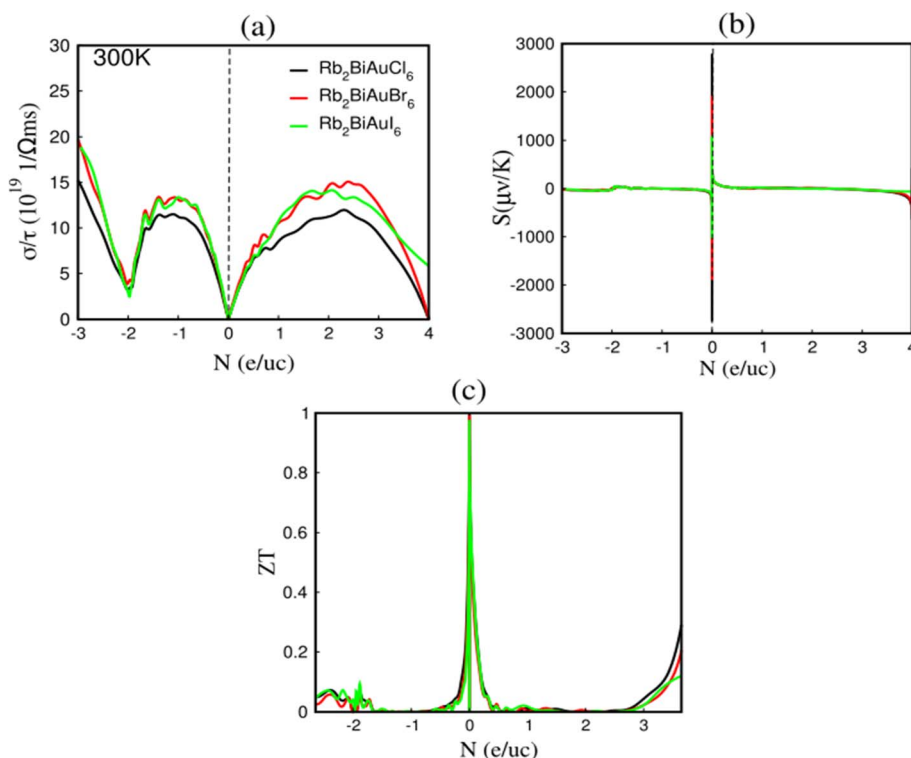 (a)
300K
Rb₂BiAuCl₆
Rb₂BiAuBr₆
Rb₂BiAuI₆
30
25
20
15
10
5
0
σ/τ (10¹⁹ 1/Ωms)
-3 -2 -1 0 1 2 3 4
N (e/uc)
(b)
3000
2000
1000
0
-1000
-2000
-3000
S(μv/K)
-3 -2 -1 0 1 2 3 4
N (e/uc)
(c)
1
0.8
0.6
0.4
0.2
0
ZT
-2 -1 0 1 2 3
N (e/uc)